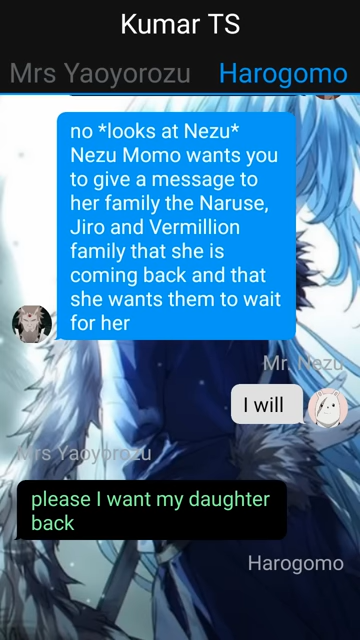 Kumar TS
Mrs Yaoyorozu Harogomo
no *looks at Nezu*
Nezu Momo wants you
to give a message to
her family the Naruse,
Jiro and Vermillion
family that she is
coming back and that
she wants them to wait
for her
Mr. Nezu
I will
Mrs Yaoyorozu
please I want my daughter
back
Harogomo